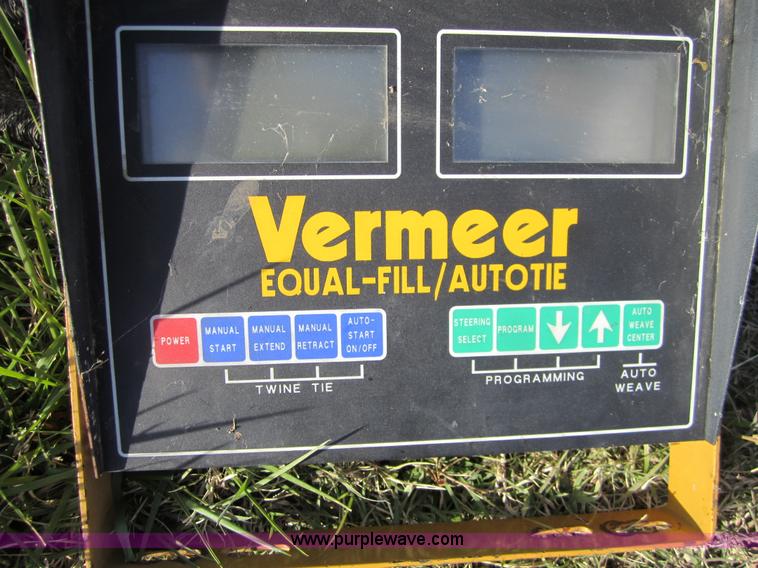 Vermeer
EQUAL-FILL/AUTOTIE
POWER
MANUAL
START
MANUAL
EXTEND
MANUAL
RETRACT
AUTO-
START
ON/OFF
TWINE TIE
STEERING
SELECT
PROGRAM
AUTO
WEAVE
CENTER
PROGRAMMING
AUTO
WEAVE
www.purplewave.com